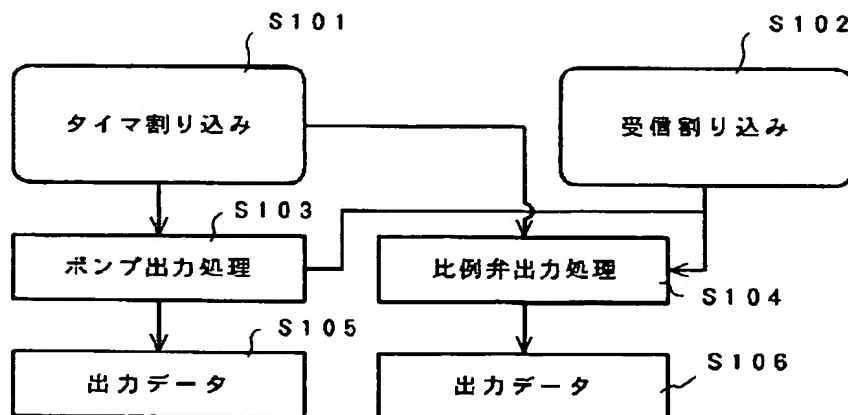 S101
S102
タイマ割り込み
受信割り込み
S103
ポンプ出力処理
比例弁出力処理
S104
S105
出力データ
出力データ
S106